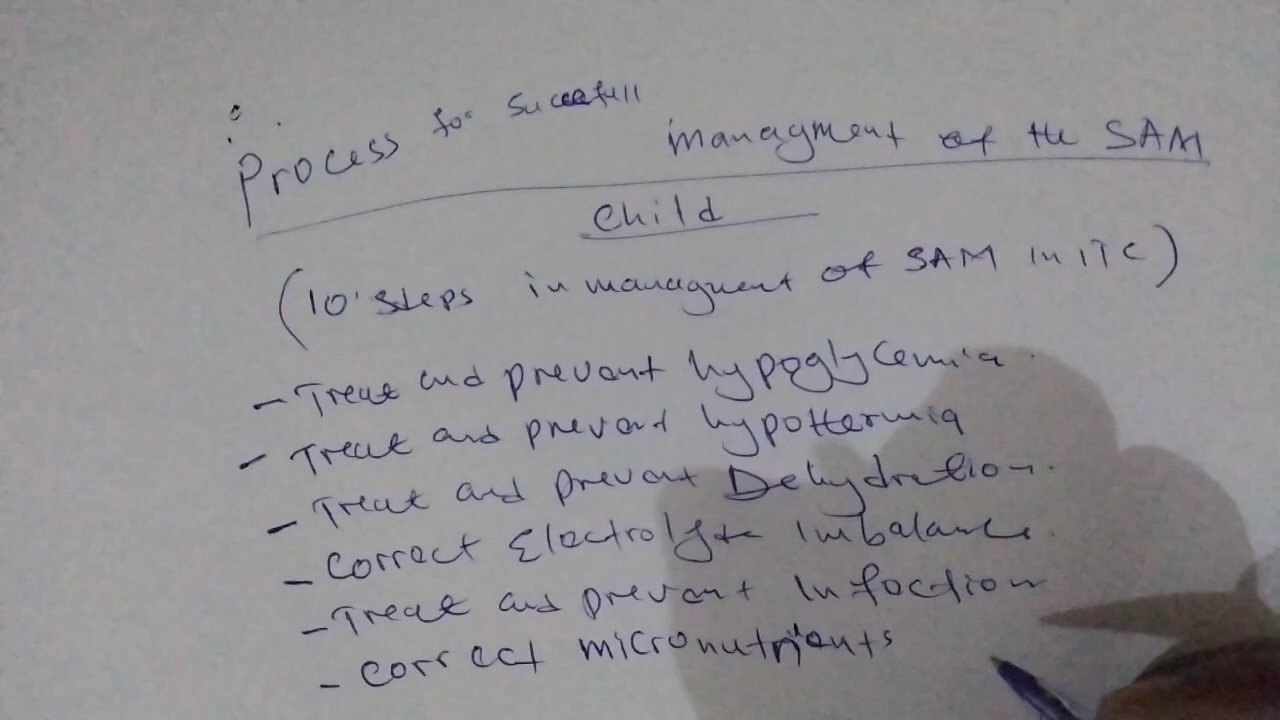 Process for Succefull managment of the SAM
Child
(10 steps in managment of SAM in ITC)
- Treat and prevent hypoglycemia
- Treat and prevent hypothermia
- Treat and prevent Dehydration.
- Correct Electrolyte Imbalance.
- Treat and prevent Infection
- Correct micronutrients